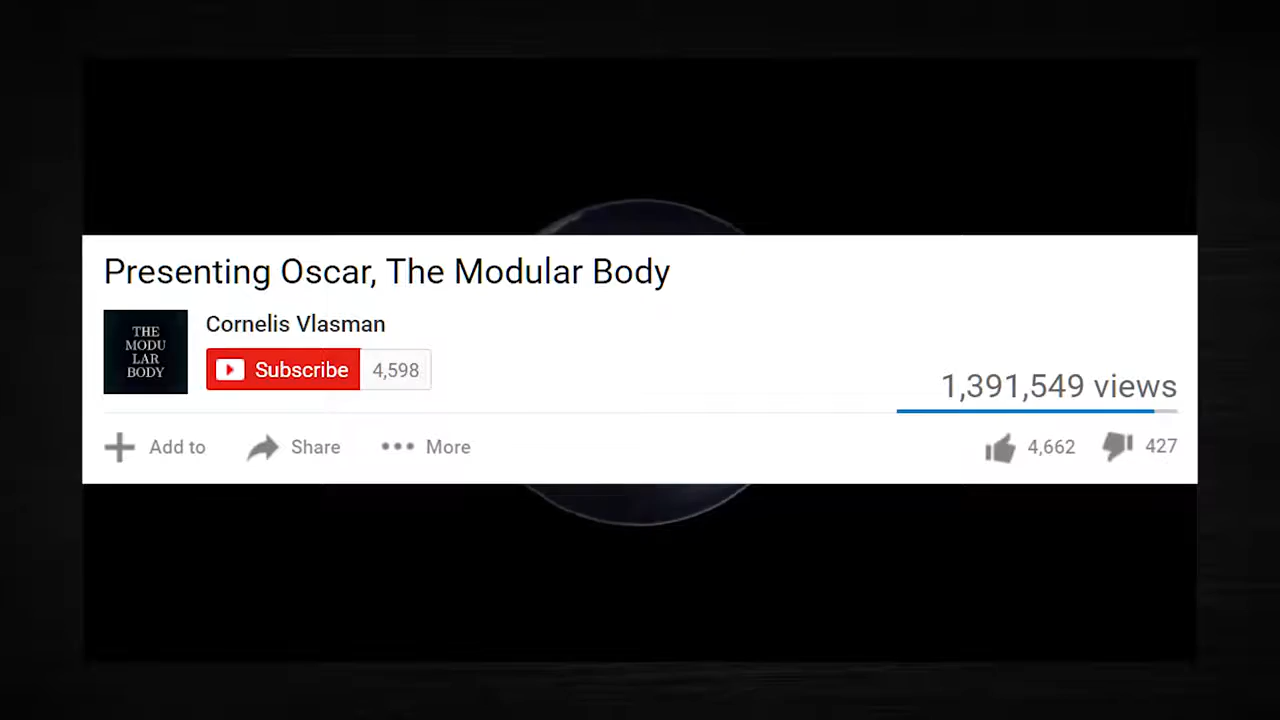 Presenting Oscar, The Modular Body
THE
MODU
LAR
BODY
Cornelis Vlasman
Subscribe 4,598
1,391,549 views
Add to Share More 4,662 427